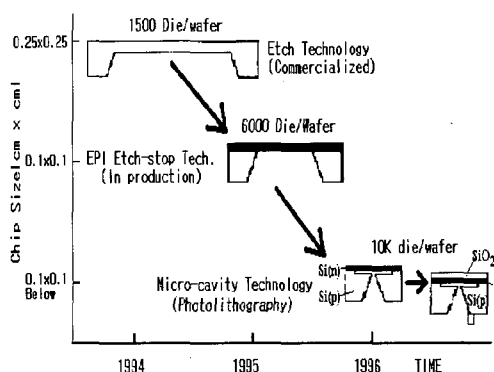 1500 Die/wafer
0.25x0.25
Etch Technology
(Commercialized)
6000 Die/Wafer
EPI Etch-stop Tech.
(In production)
0.1x0.1
Chip Size[cm x cm]
10K die/wafer
Si(n)
SiO2
Micro-cavity Technology
(Photolithography)
Si(p)
Si(p)
0.1x0.1
Below
1994
1995
1996
TIME